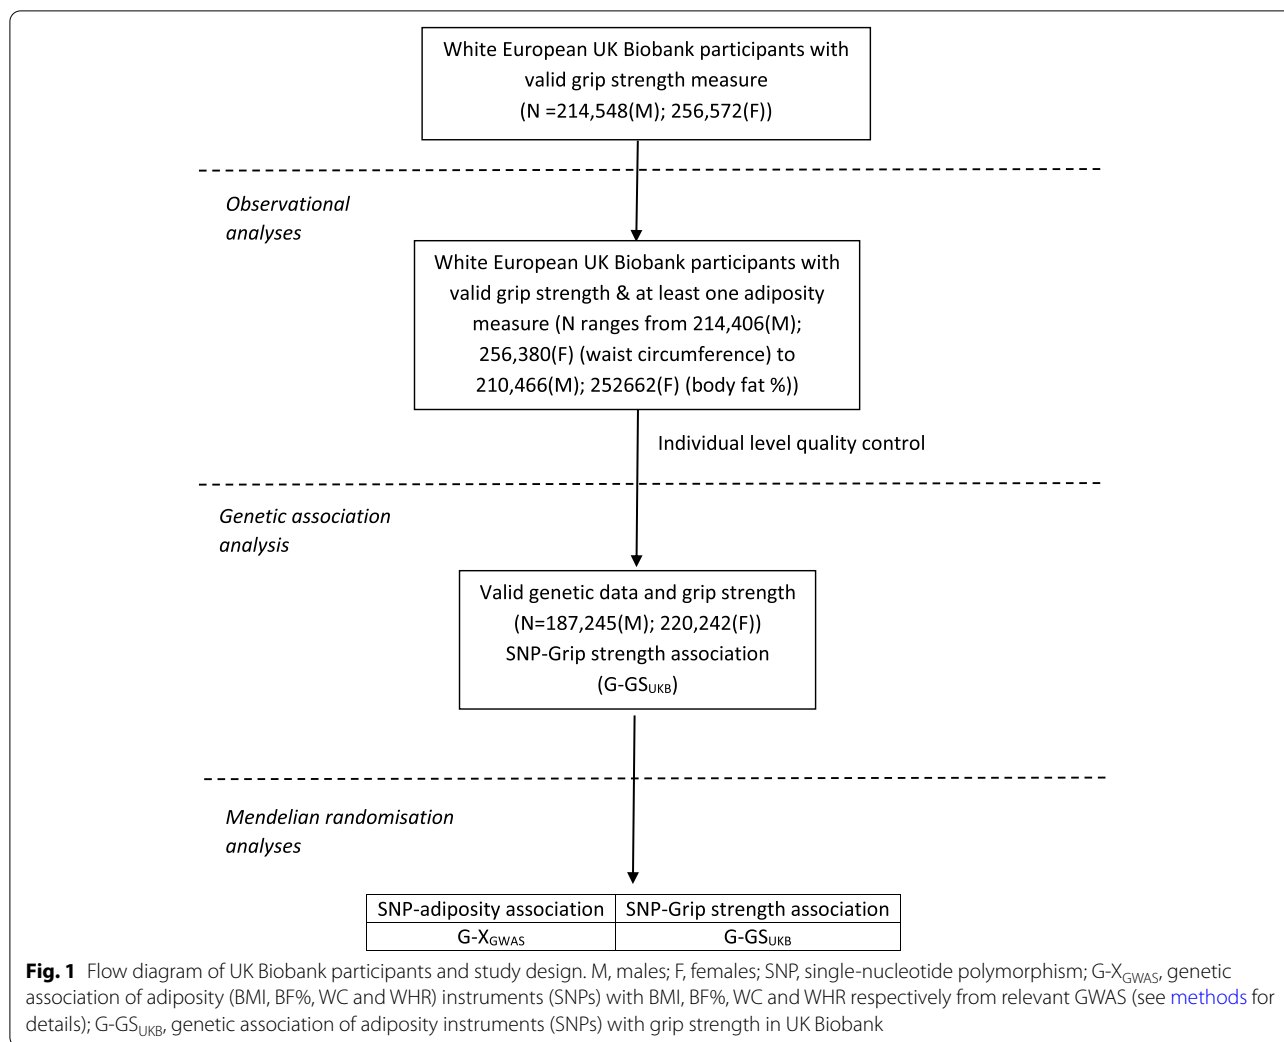 White European UK Biobank participants with
valid grip strength measure
(N =214,548(M); 256,572(F))
Observational
analyses
White European UK Biobank participants with
valid grip strength & at least one adiposity
measure (N ranges from 214,406(M);
256,380(F) (waist circumference) to
210,466(M); 252662(F) (body fat %))
Individual level quality control
Genetic association
analysis
Valid genetic data and grip strength
(N=187,245(M); 220,242(F))
SNP-Grip strength association
(G-GSUKB)
Mendelian randomisation
analyses
SNP-adiposity association SNP-Grip strength association
G-XGWAS G-GSUKB
Fig. 1 Flow diagram of UK Biobank participants and study design. M, males; F, females; SNP, single-nucleotide polymorphism; G-XGWAS, genetic
association of adiposity (BMI, BF%, WC and WHR) instruments (SNPs) with BMI, BF%, WC and WHR respectively from relevant GWAS (see methods for
details); G-GSUKB, genetic association of adiposity instruments (SNPs) with grip strength in UK Biobank